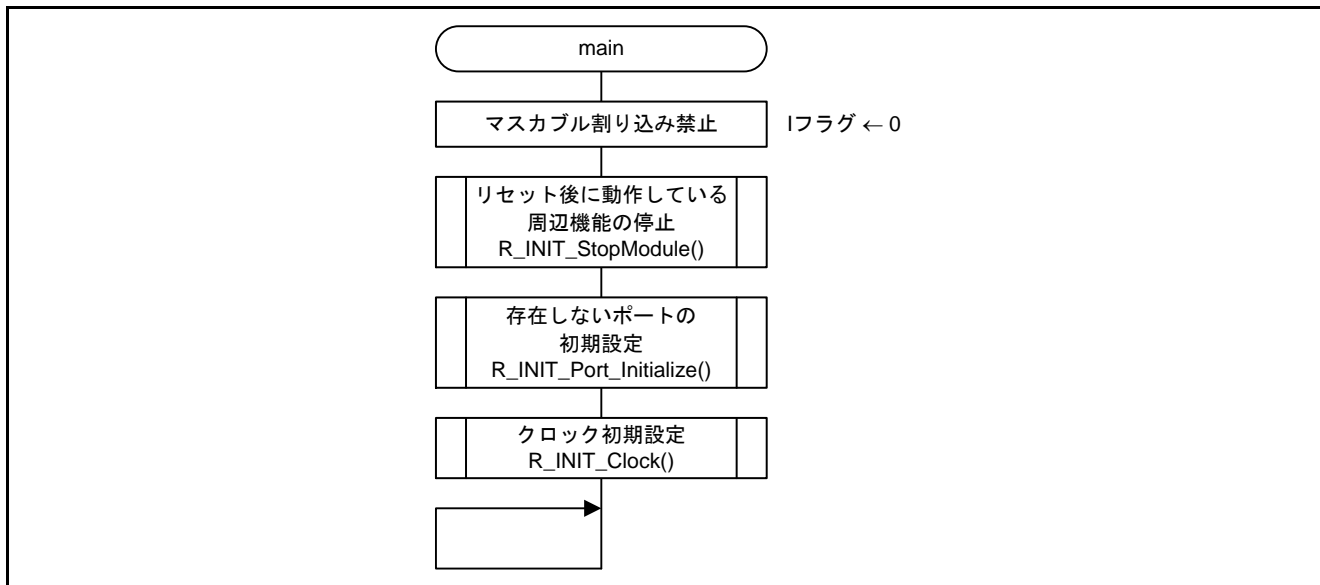 main
マスカブル割り込み禁止
Iフラグ ← 0
リセット後に動作している
周辺機能の停止
R_INIT_StopModule()
存在しないポートの
初期設定
R_INIT_Port_Initialize()
クロック初期設定
R_INIT_Clock()